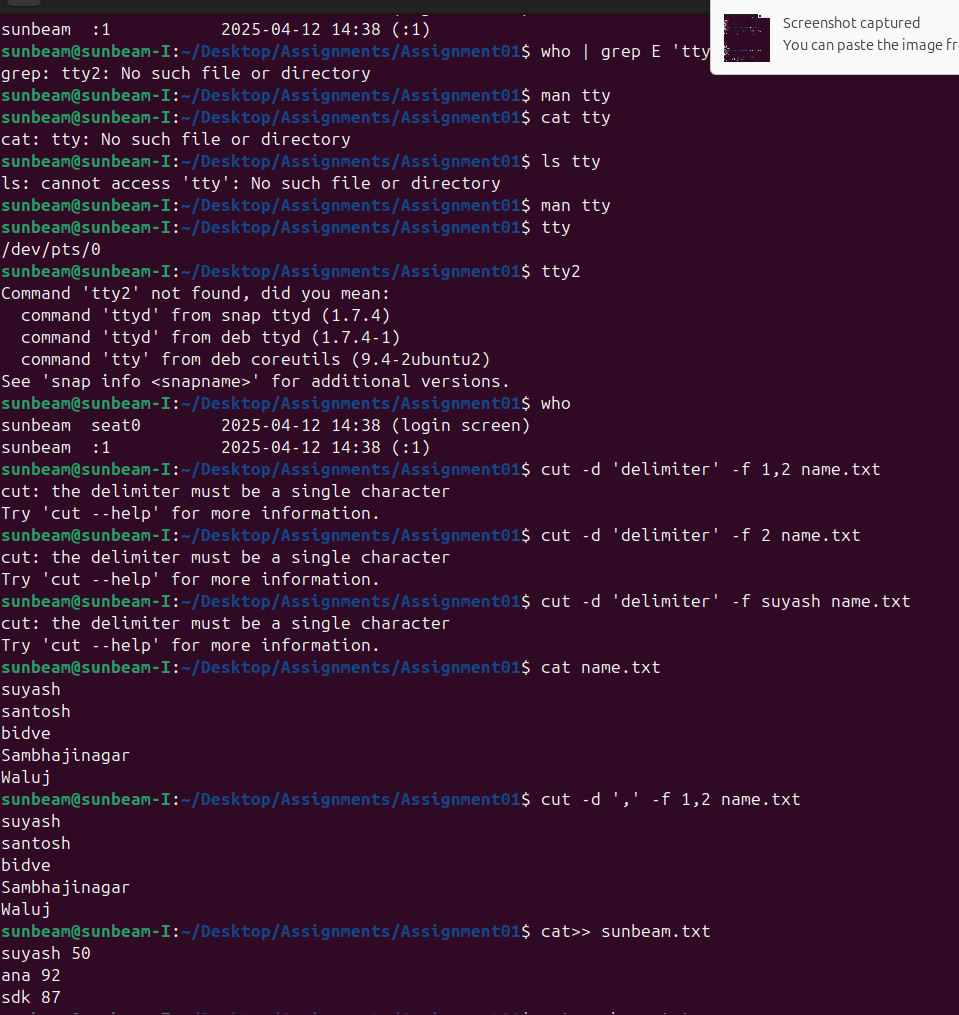 sunbeam  :1           2025-04-12 14:38 (:1)
sunbeam@sunbeam-I:~/Desktop/Assignments/Assignment01$ who | grep E 'tty
Screenshot captured
You can paste the image fr
grep: tty2: No such file or directory
sunbeam@sunbeam-I:~/Desktop/Assignments/Assignment01$ man tty
sunbeam@sunbeam-I:~/Desktop/Assignments/Assignment01$ cat tty
cat: tty: No such file or directory
sunbeam@sunbeam-I:~/Desktop/Assignments/Assignment01$ ls tty
ls: cannot access 'tty': No such file or directory
sunbeam@sunbeam-I:~/Desktop/Assignments/Assignment01$ man tty
sunbeam@sunbeam-I:~/Desktop/Assignments/Assignment01$ tty
/dev/pts/0
sunbeam@sunbeam-I:~/Desktop/Assignments/Assignment01$ tty2
Command 'tty2' not found, did you mean:
  command 'ttyd' from snap ttyd (1.7.4)
  command 'ttyd' from deb ttyd (1.7.4-1)
  command 'tty' from deb coreutils (9.4-2ubuntu2)
See 'snap info <snapname>' for additional versions.
sunbeam@sunbeam-I:~/Desktop/Assignments/Assignment01$ who
sunbeam  seat0        2025-04-12 14:38 (login screen)
sunbeam  :1           2025-04-12 14:38 (:1)
sunbeam@sunbeam-I:~/Desktop/Assignments/Assignment01$ cut -d 'delimiter' -f 1,2 name.txt
cut: the delimiter must be a single character
Try 'cut --help' for more information.
sunbeam@sunbeam-I:~/Desktop/Assignments/Assignment01$ cut -d 'delimiter' -f 2 name.txt
cut: the delimiter must be a single character
Try 'cut --help' for more information.
sunbeam@sunbeam-I:~/Desktop/Assignments/Assignment01$ cut -d 'delimiter' -f suyash name.txt
cut: the delimiter must be a single character
Try 'cut --help' for more information.
sunbeam@sunbeam-I:~/Desktop/Assignments/Assignment01$ cat name.txt
suyash
santosh
bidve
Sambhajinagar
Waluj
sunbeam@sunbeam-I:~/Desktop/Assignments/Assignment01$ cut -d ',' -f 1,2 name.txt
suyash
santosh
bidve
Sambhajinagar
Waluj
sunbeam@sunbeam-I:~/Desktop/Assignments/Assignment01$ cat>> sunbeam.txt
suyash 50
ana 92
sdk 87